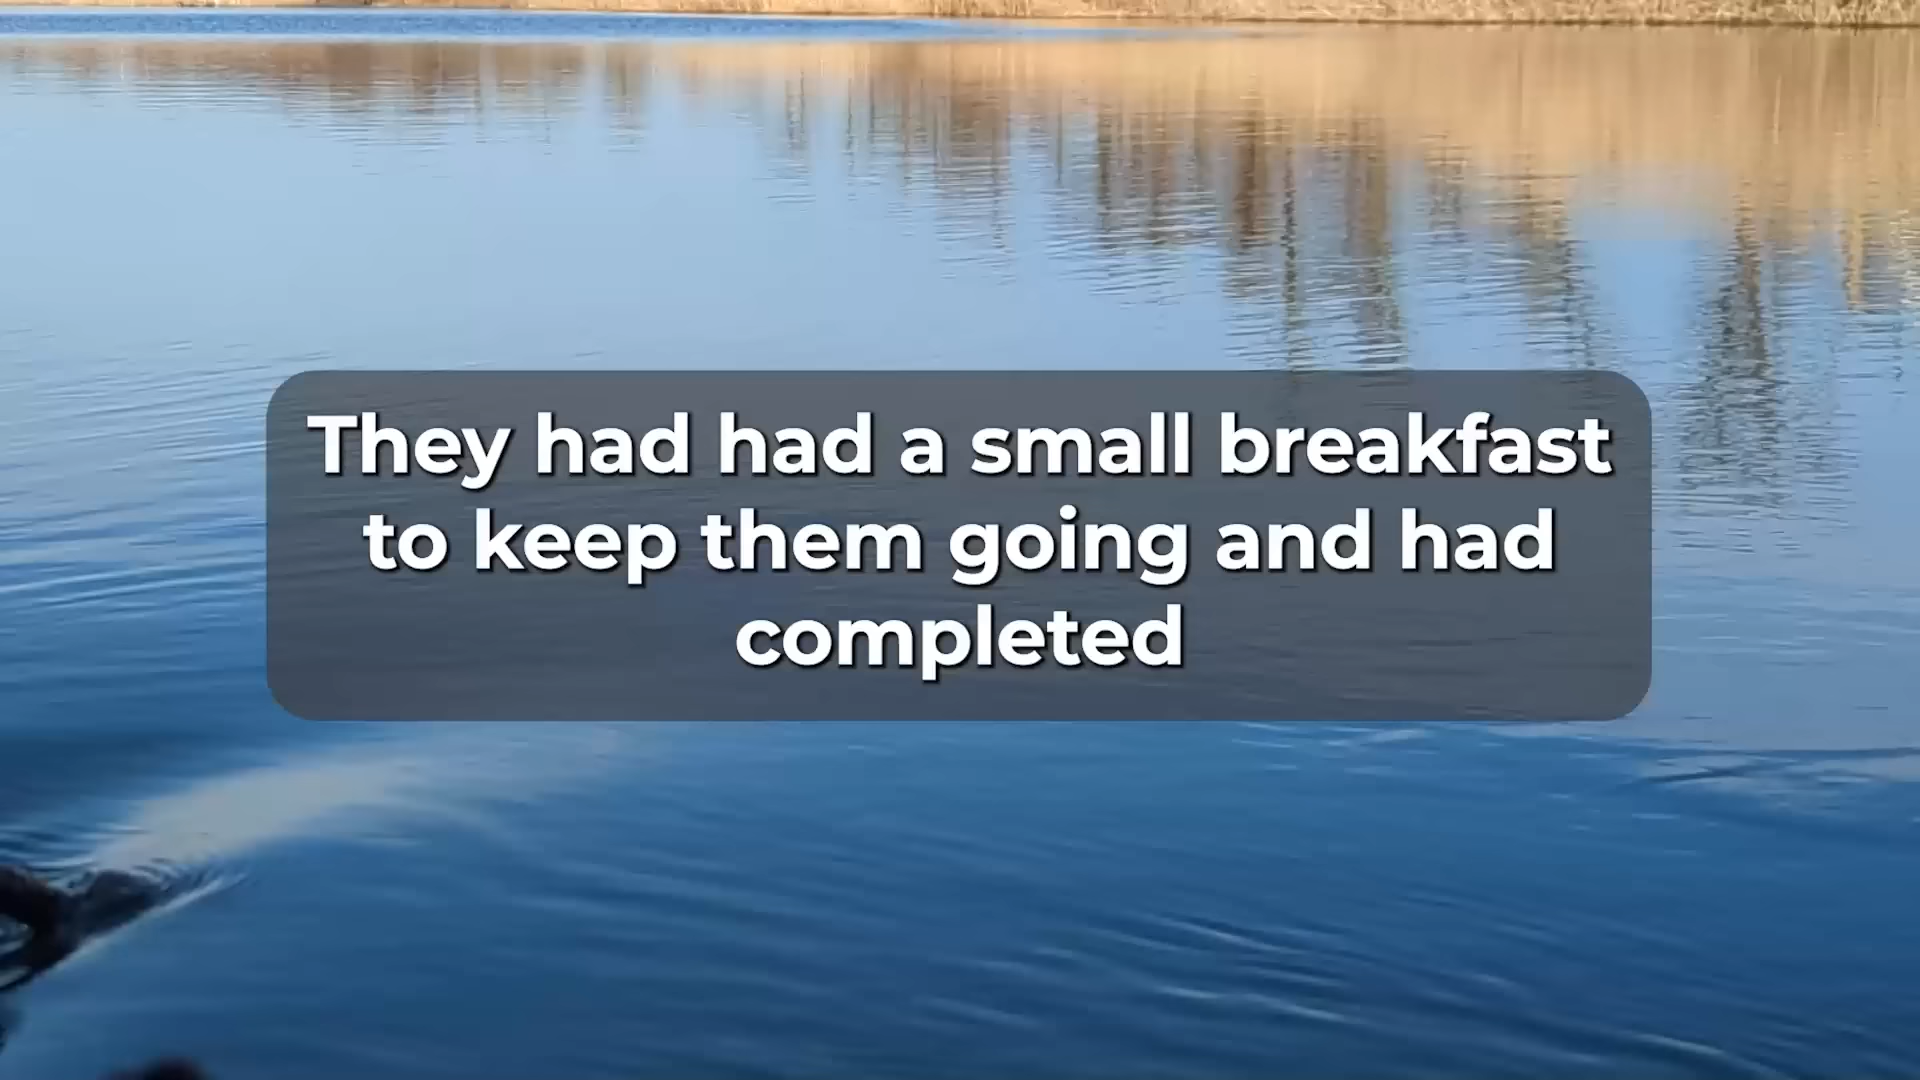 They had had a small breakfast
to keep them going and had
completed